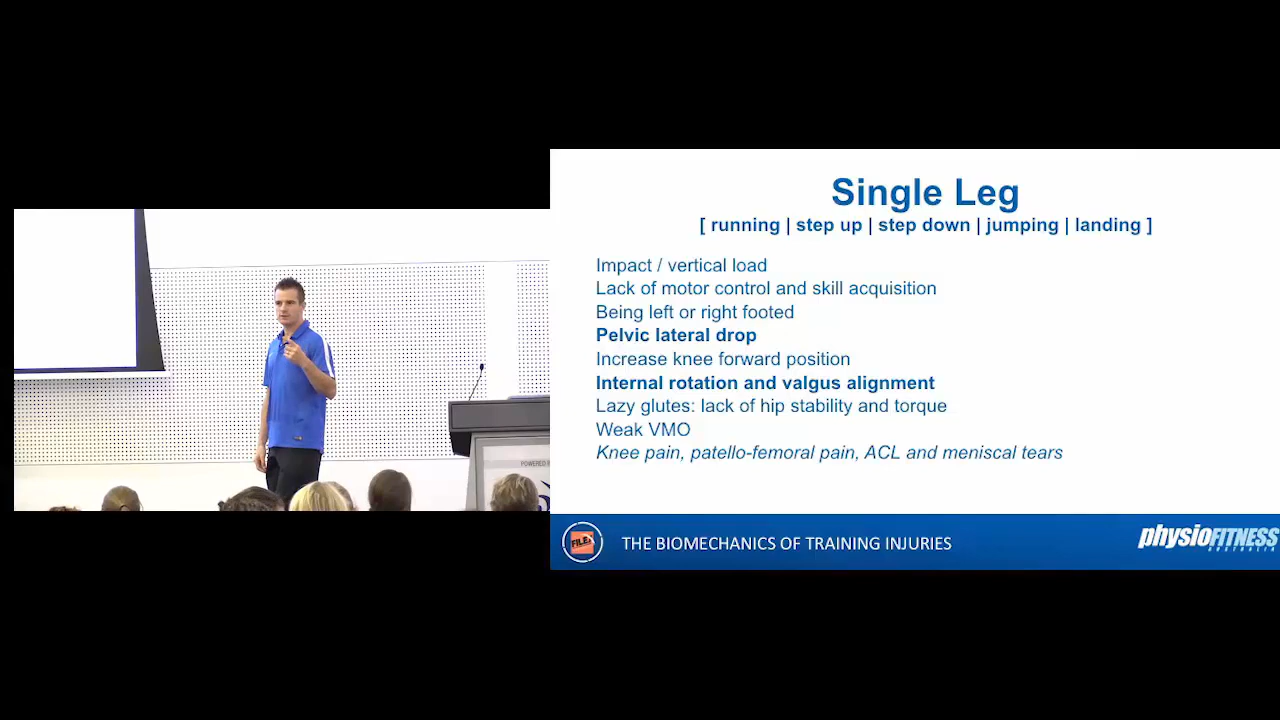 Single Leg
[ running | step up | step down | jumping | landing ]
Impact / vertical load
Lack of motor control and skill acquisition
Being left or right footed
Pelvic lateral drop
Increase knee forward position
Internal rotation and valgus alignment
Lazy glutes: lack of hip stability and torque
Weak VMO
Knee pain, patello-femoral pain, ACL and meniscal tears
POWERED
FILEX
THE BIOMECHANICS OF TRAINING INJURIES
physioFITNESS
AUSTRALIA